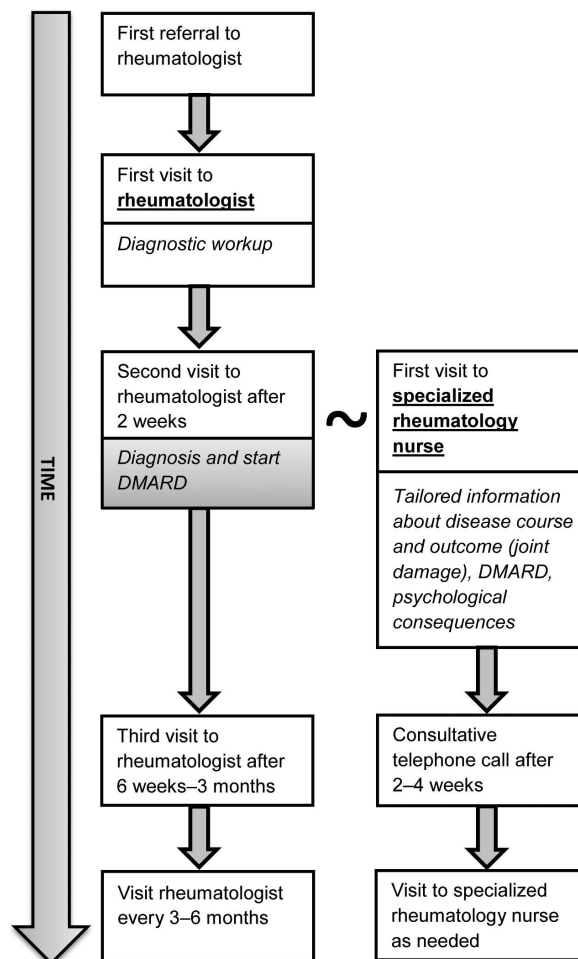 First referral to
rheumatologist
First visit to
rheumatologist
Diagnostic workup
Second visit to
rheumatologist after
2 weeks
~
First visit to
specialized
rheumatology
nurse
Diagnosis and start
DMARD
Tailored information
about disease course
and outcome (joint
damage), DMARD,
psychological
consequences
TIME
Third visit to
rheumatologist after
6 weeks–3 months
Consultative
telephone call after
2–4 weeks
Visit rheumatologist
every 3–6 months
Visit to specialized
rheumatology nurse
as needed